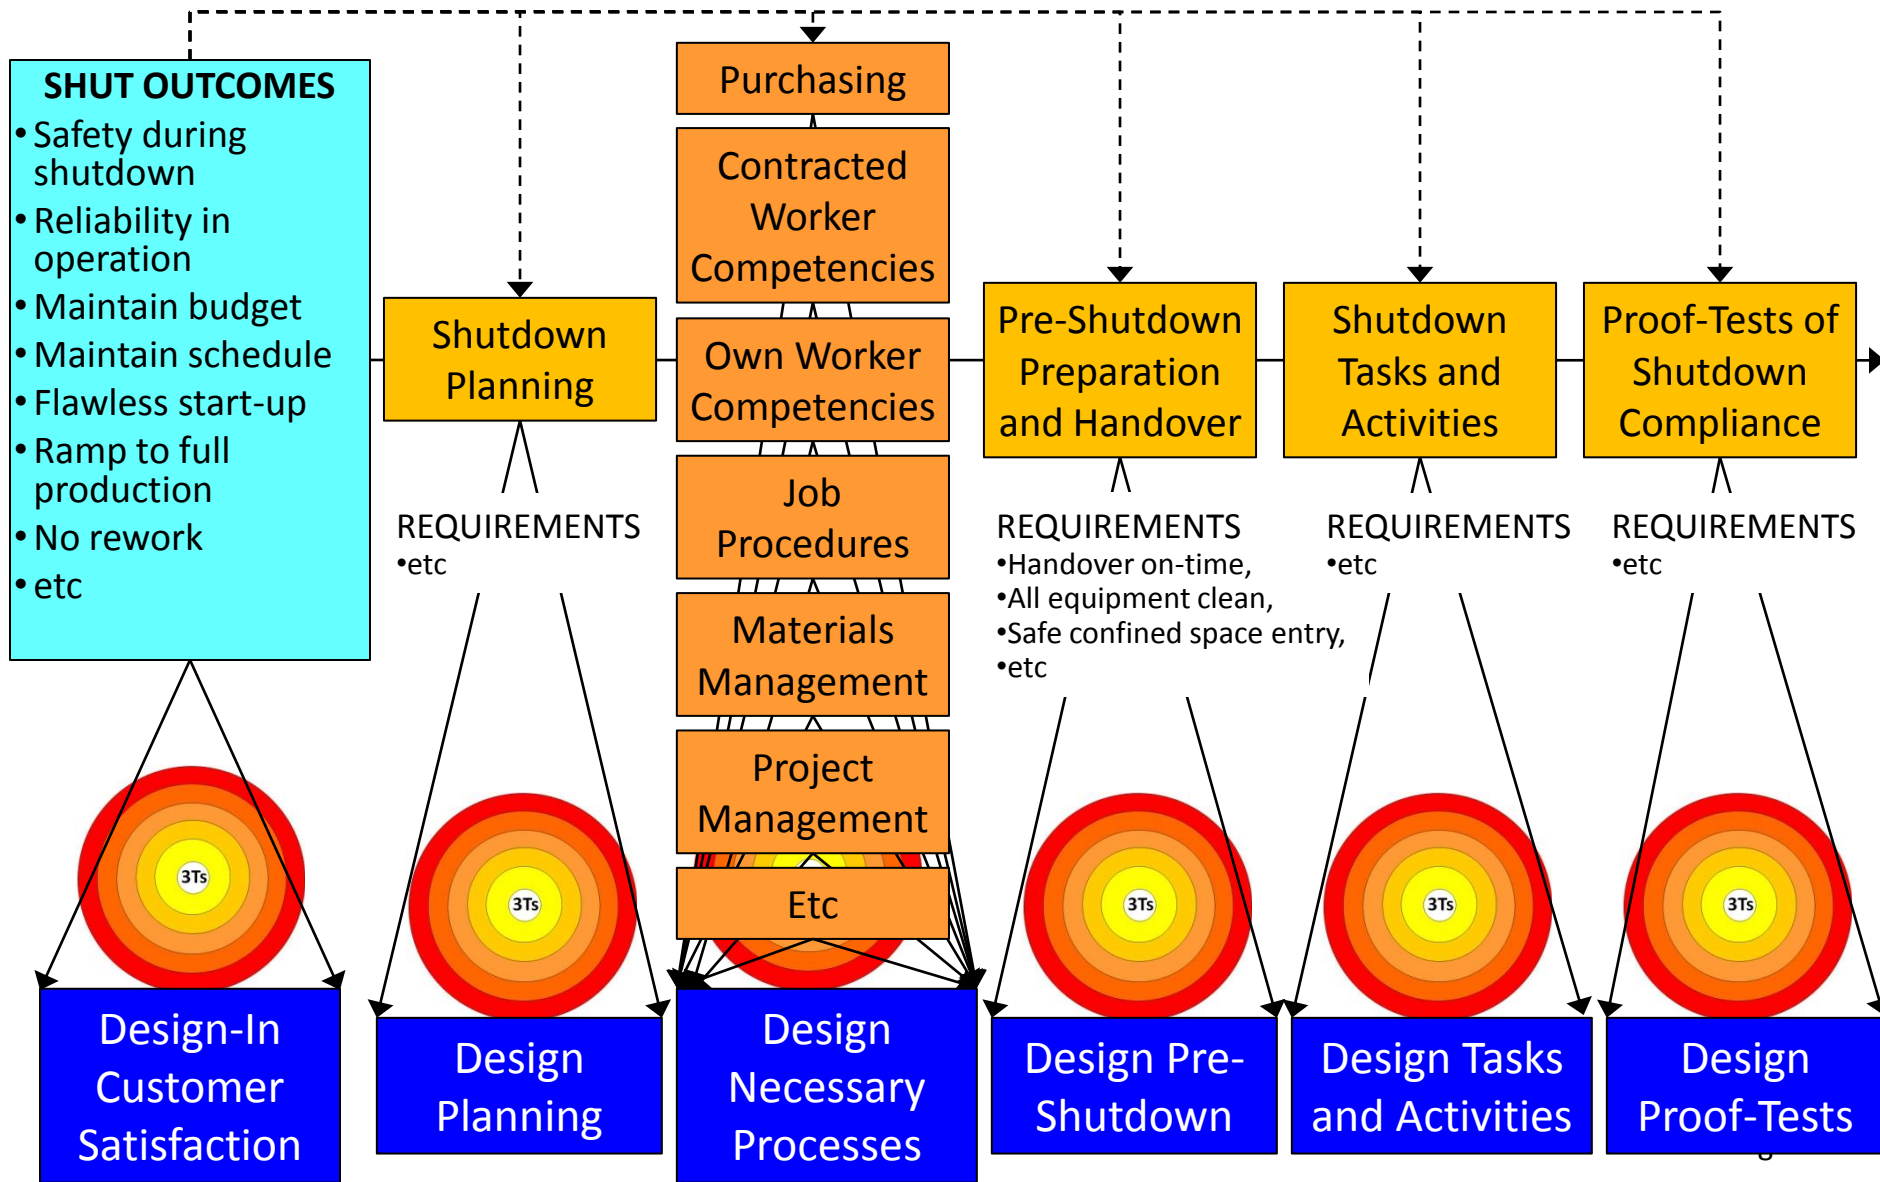 SHUT OUTCOMES
• Safety during
shutdown
• Reliability in
operation
• Maintain budget
• Maintain schedule
• Flawless start-up
• Ramp to full
production
• No rework
• etc
Shutdown
Planning
REQUIREMENTS
•etc
Purchasing
Contracted
Worker
Competencies
Own Worker
Competencies
Job
Procedures
Materials
Management
Project
Management
Etc
Pre-Shutdown
Preparation
and Handover
REQUIREMENTS
•Handover on-time,
•All equipment clean,
•Safe confined space entry,
•etc
Shutdown
Tasks and
Activities
REQUIREMENTS
•etc
Proof-Tests of
Shutdown
Compliance
REQUIREMENTS
•etc
3Ts
3Ts
3Ts
3Ts
3Ts
Design-In
Customer
Satisfaction
Design
Planning
Design
Necessary
Processes
Design Pre-
Shutdown
Design Tasks
and Activities
Design
Proof-Tests